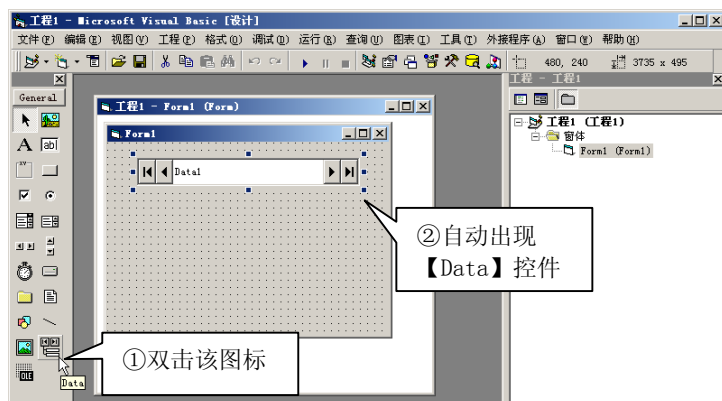 工程1 - Microsoft Visual Basic [设计]
文件(F) 编辑(E) 视图(V) 工程(P) 格式(O) 调试(D) 运行(R) 查询(U) 图表(I) 工具(T) 外接程序(A) 窗口(W) 帮助(H)
480, 240 3735 x 495
工程 - 工程1
General
工程1 - Form1 (Form)
工程1 (工程1)
窗体
Form1 (Form1)
Form1
A ab
Data1
②自动出现
【Data】控件
①双击该图标
OLE
Data